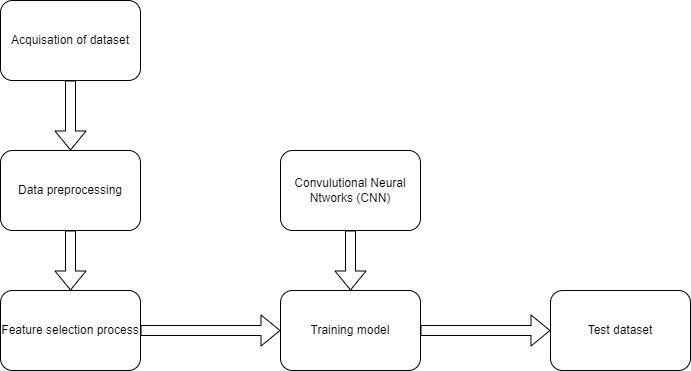 Acquisation of dataset
Data preprocessing
Convulutional Neural
Ntworks (CNN)
Feature selection process
Training model
Test dataset